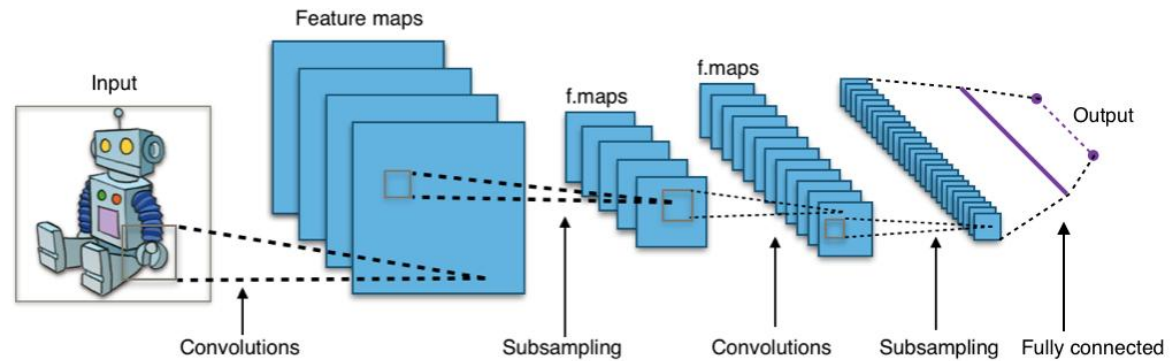 Feature maps
Input
f.maps
f.maps
Output
Convolutions
Subsampling
Convolutions
Subsampling
Fully connected